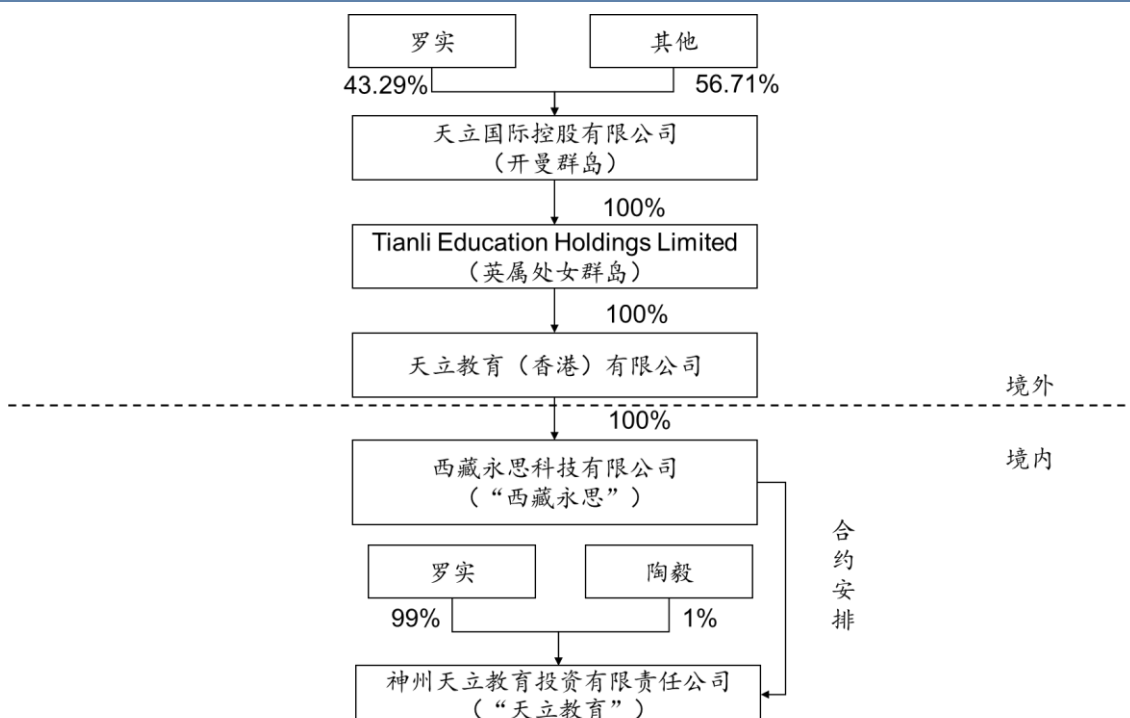 罗实
其他
43.29%
56.71%
天立国际控股有限公司
（开曼群岛）
100%
Tianli Education Holdings Limited
（英属处女群岛）
100%
天立教育（香港）有限公司
境外
100%
境内
西藏永思科技有限公司
（“西藏永思”）
合约安排
罗实
陶毅
99%
1%
神州天立教育投资有限责任公司
（“天立教育”）